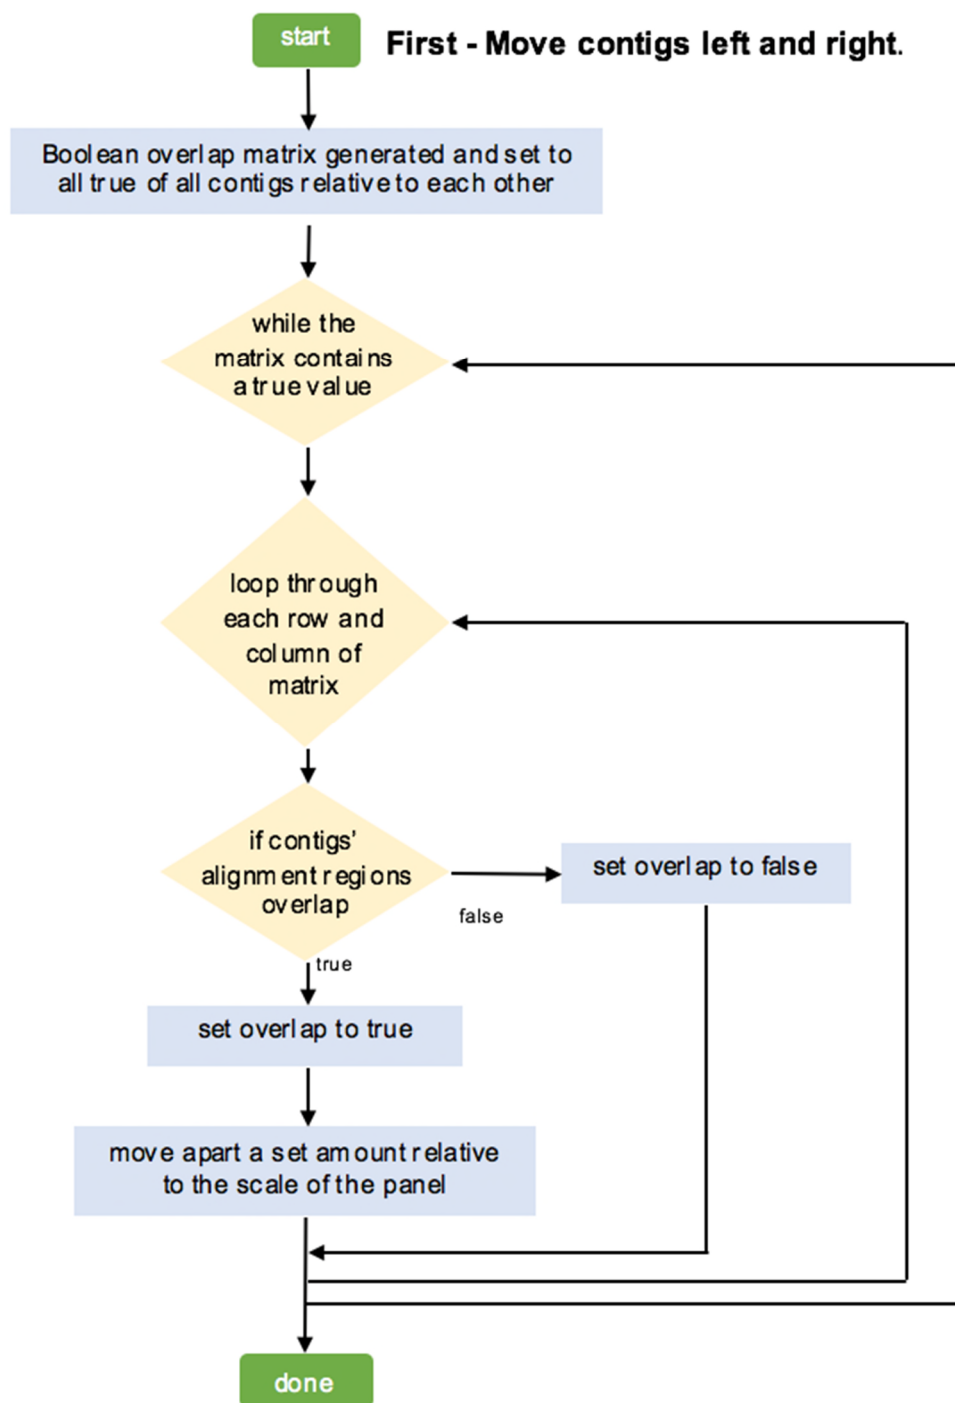 start
First - Move contigs left and right.
Boolean overlap matrix generated and set to
all true of all contigs relative to each other
while the
matrix contains
a true value
loop through
each row and
column of
matrix
if contigs’
alignment regions
overlap
set overlap to false
false
true
set overlap to true
move apart a set amount relative
to the scale of the panel
done